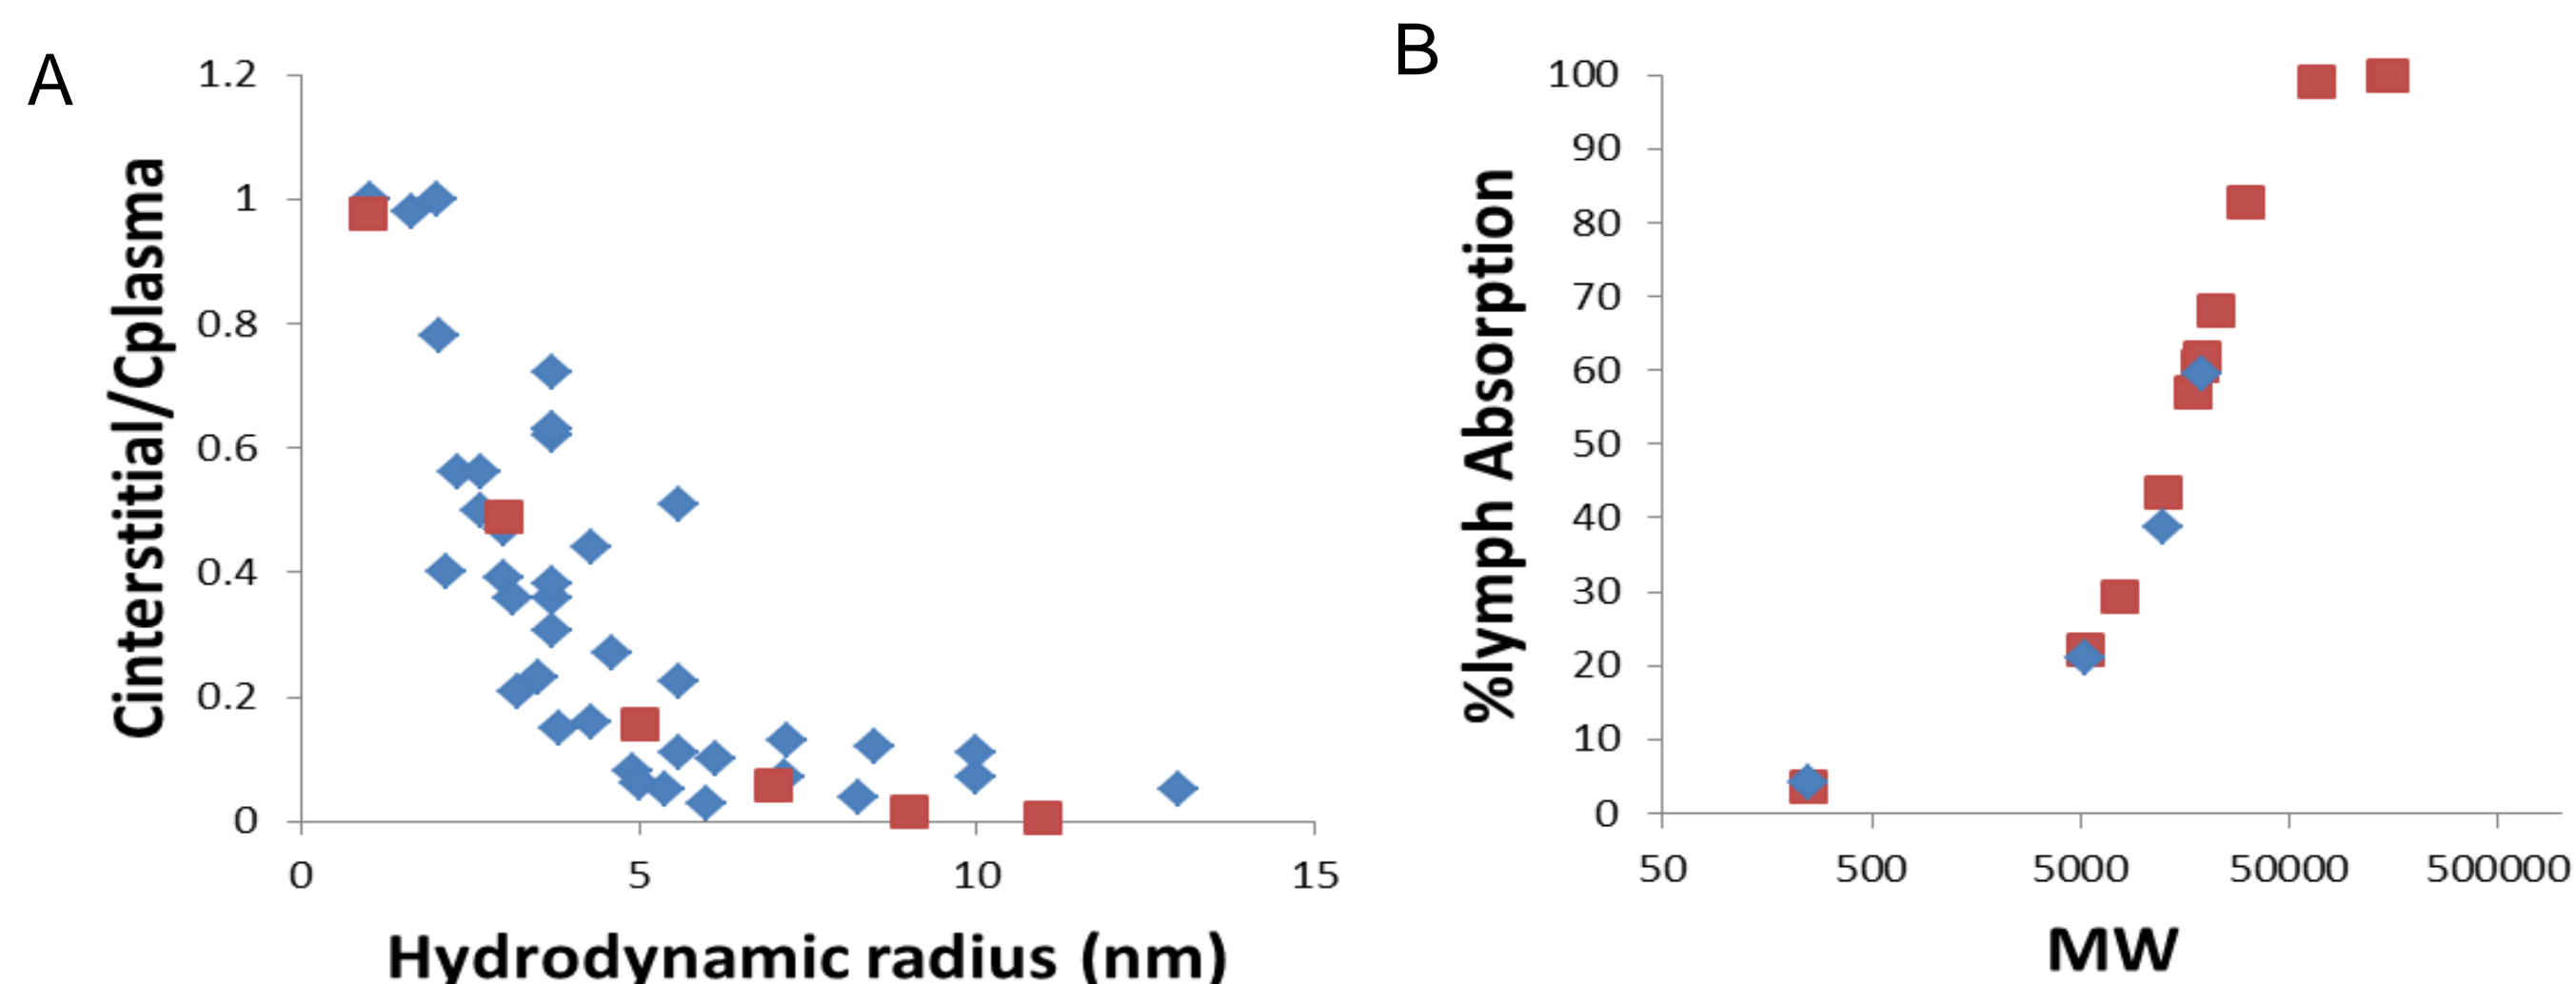 A
1.2
1
0.8
0.6
0.4
0.2
0
Cinterstitial/Cplasma
0 5 10 15
Hydrodynamic radius (nm)
B
100
90
80
70
60
50
40
30
20
10
0
%lymph Absorption
50 500 5000 50000 500000
MW